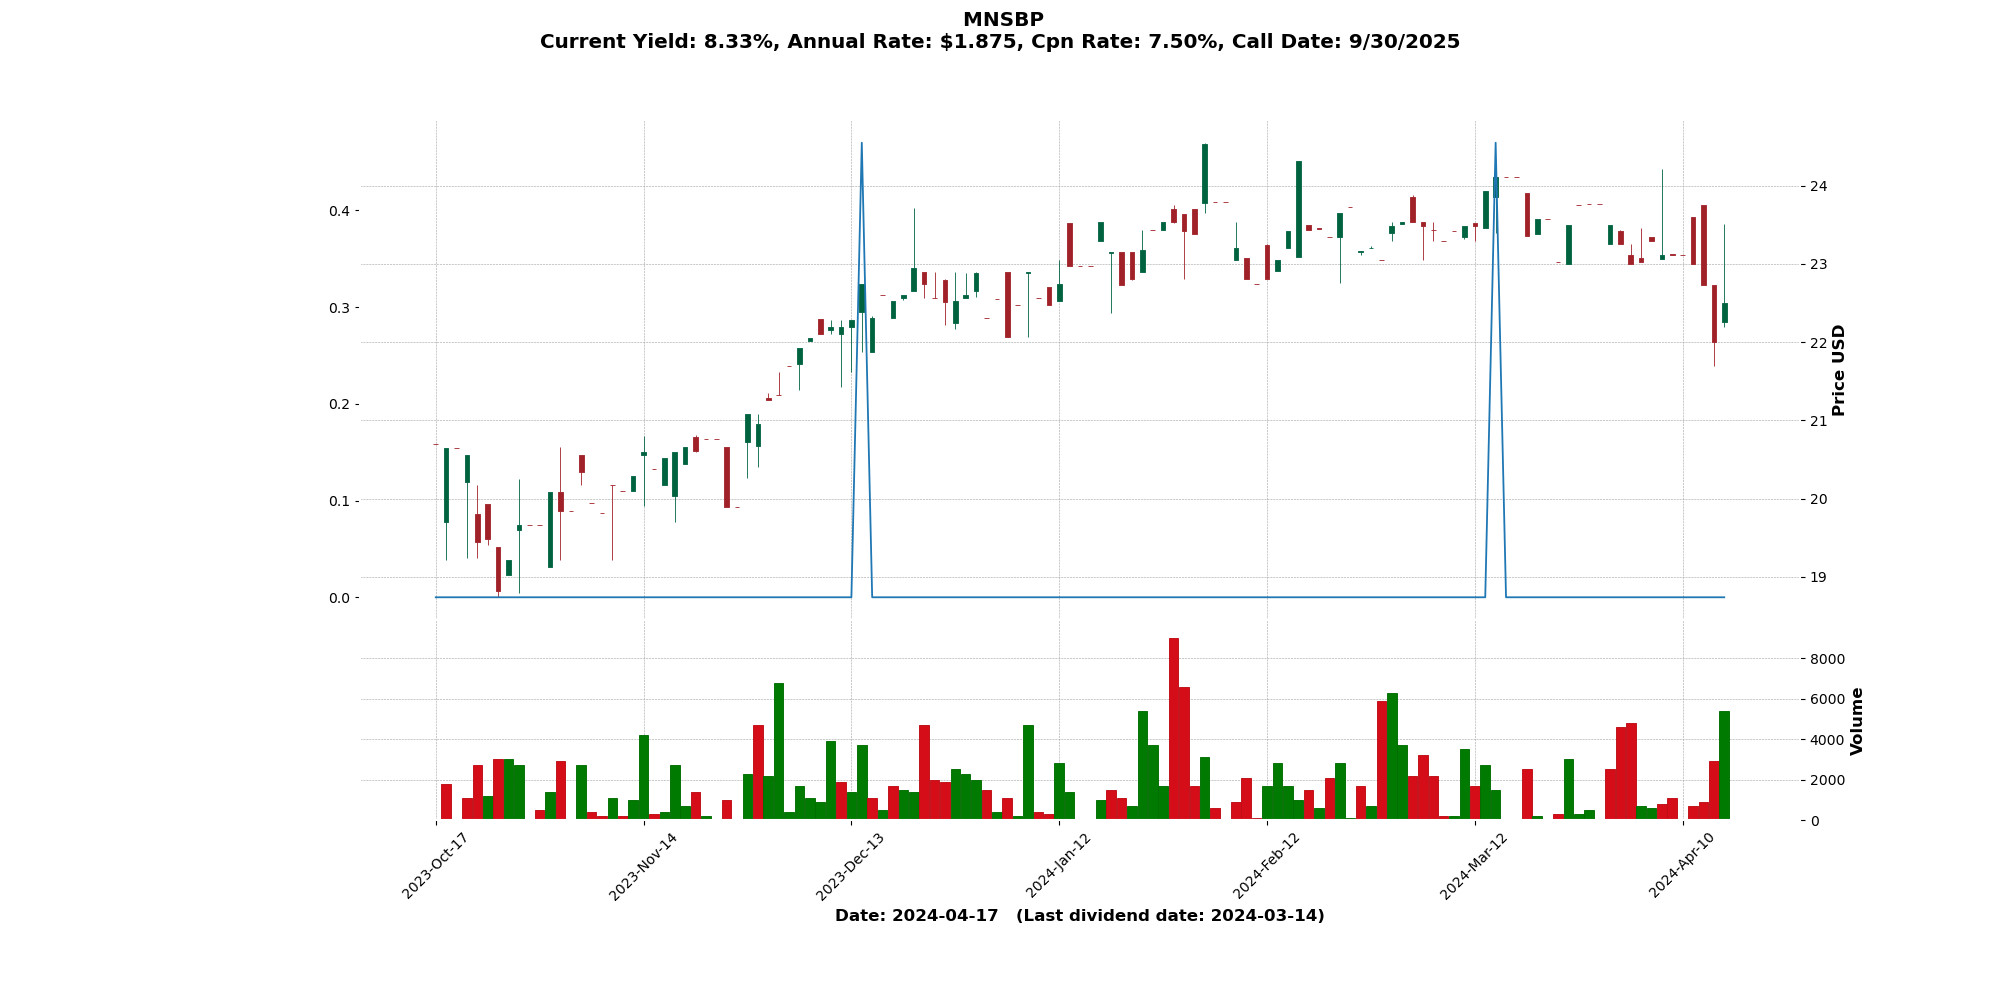 MNSBP
Current Yield: 8.33%, Annual Rate: $1.875, Cpn Rate: 7.50%, Call Date: 9/30/2025
0.4
0.3
0.2
0.1
0.0
24
23
22
21
20
19
Price USD
8000
6000
4000
2000
0
Volume
2023-Oct-17
2023-Nov-14
2023-Dec-13
2024-Jan-12
2024-Feb-12
2024-Mar-12
2024-Apr-10
Date: 2024-04-17   (Last dividend date: 2024-03-14)